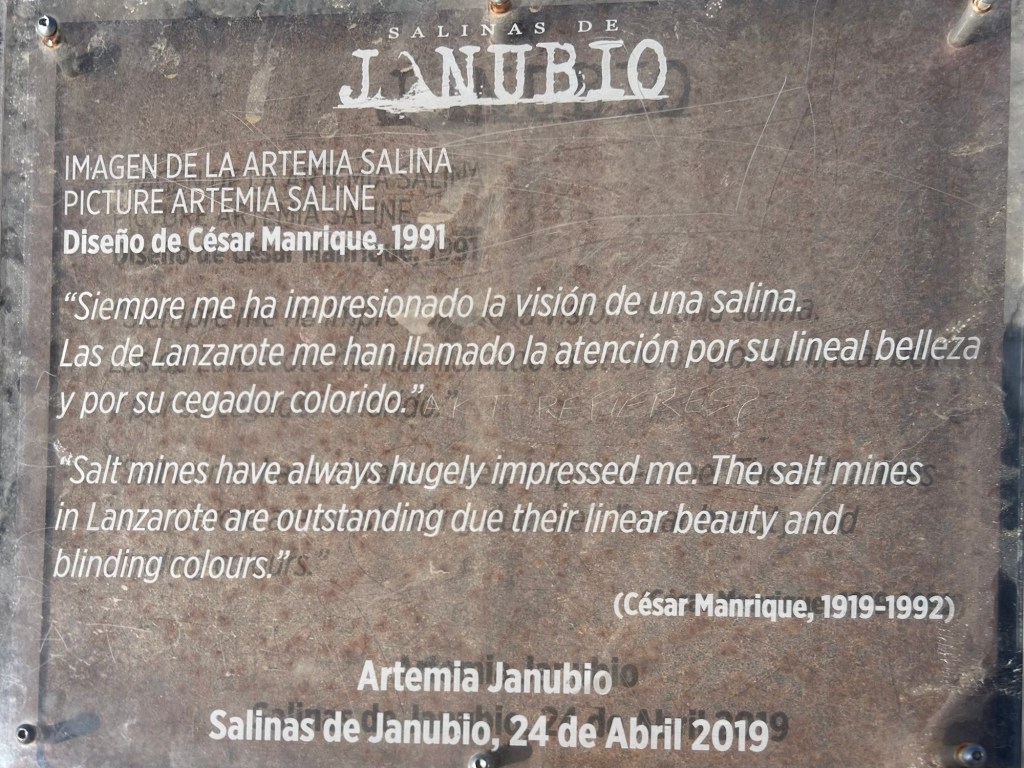 SALINAS DE
JANUBIO
IMAGEN DE LA ARTEMIA SALINA
PICTURE ARTEMIA SALINE
Diseño de César Manrique, 1991
“Siempre me ha impresionado la visión de una salina.
Las de Lanzarote me han llamado la atención por su lineal belleza
y por su cegador colorido.”
“Salt mines have always hugely impressed me. The salt mines
in Lanzarote are outstanding due their linear beauty and
blinding colours.”
(César Manrique, 1919-1992)
Artemia Janubio
Salinas de Janubio, 24 de Abril 2019